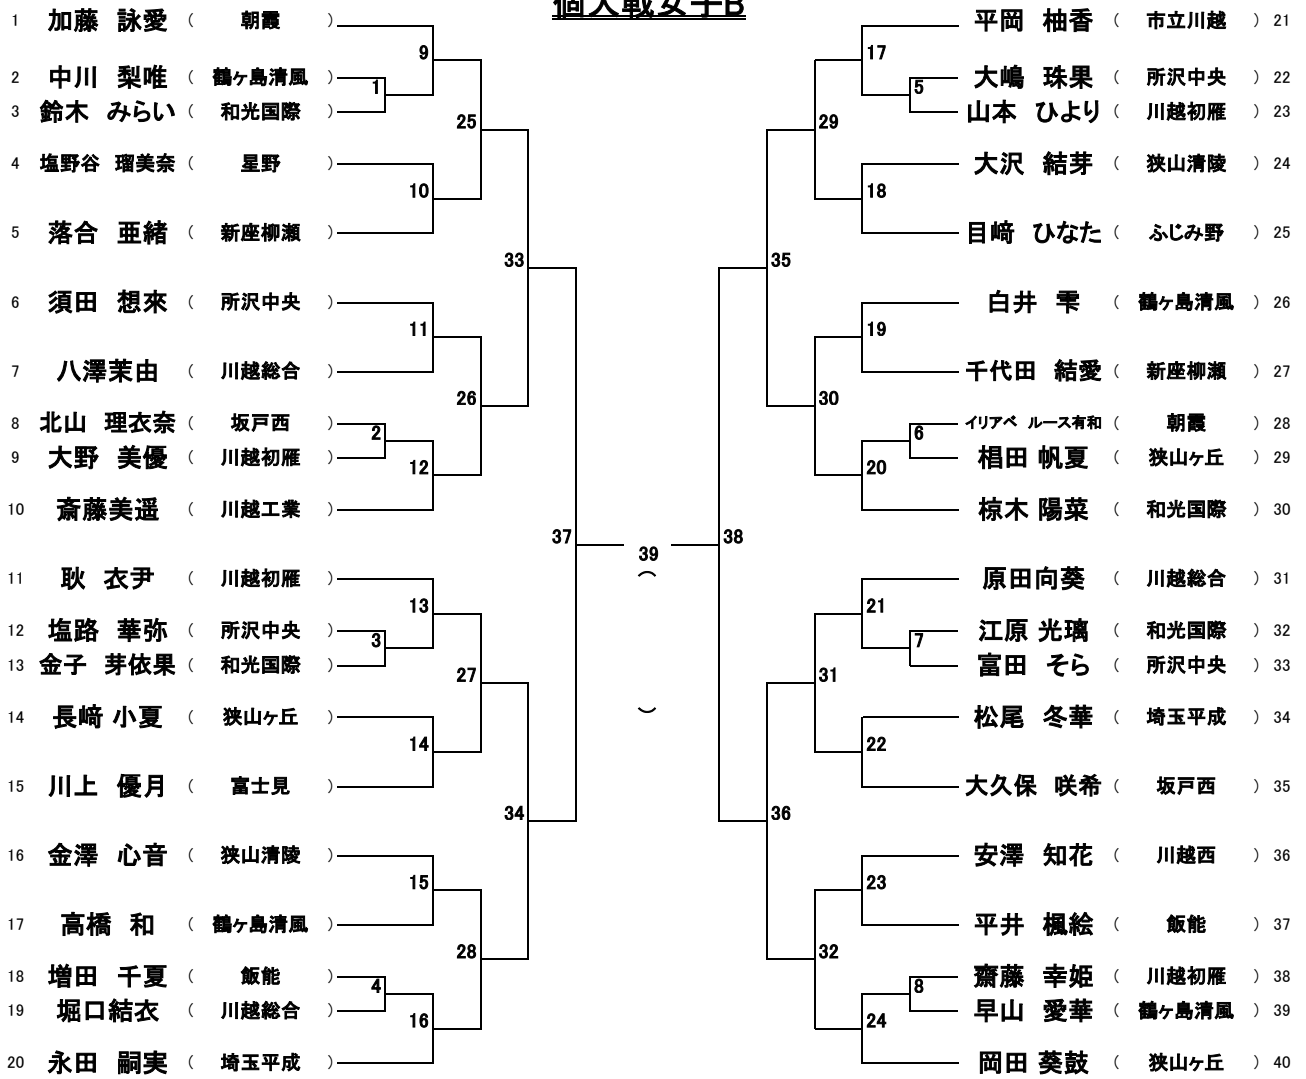 個人戦女子B
1 加藤 詠愛 （ 朝霞 ）
2 中川 梨唯 （ 鶴ヶ島清風 ）
3 鈴木 みらい （ 和光国際 ）
4 塩野谷 瑠美奈 （ 星野 ）
5 落合 亜緒 （ 新座柳瀬 ）
6 須田 想來 （ 所沢中央 ）
7 八澤茉由 （ 川越総合 ）
8 北山 理衣奈 （ 坂戸西 ）
9 大野 美優 （ 川越初雁 ）
10 斎藤美遥 （ 川越工業 ）
11 耿 衣尹 （ 川越初雁 ）
12 塩路 華弥 （ 所沢中央 ）
13 金子 芽依果 （ 和光国際 ）
14 長﨑 小夏 （ 狭山ヶ丘 ）
15 川上 優月 （ 富士見 ）
16 金澤 心音 （ 狭山清陵 ）
17 高橋 和 （ 鶴ヶ島清風 ）
18 増田 千夏 （ 飯能 ）
19 堀口結衣 （ 川越総合 ）
20 永田 嗣実 （ 埼玉平成 ）
1
2
3
4
9
10
11
12
13
14
15
16
25
26
27
28
33
34
37
39
（
）
38
35
36
29
30
31
32
17
18
19
20
21
22
23
24
5
6
7
8
平岡 柚香 （ 市立川越 ） 21
大嶋 珠果 （ 所沢中央 ） 22
山本 ひより （ 川越初雁 ） 23
大沢 結芽 （ 狭山清陵 ） 24
目﨑 ひなた （ ふじみ野 ） 25
白井 雫 （ 鶴ヶ島清風 ） 26
千代田 結愛 （ 新座柳瀬 ） 27
イリアベ ルース有和 （ 朝霞 ） 28
椙田 帆夏 （ 狭山ヶ丘 ） 29
椋木 陽菜 （ 和光国際 ） 30
原田向葵 （ 川越総合 ） 31
江原 光璃 （ 和光国際 ） 32
富田 そら （ 所沢中央 ） 33
松尾 冬華 （ 埼玉平成 ） 34
大久保 咲希 （ 坂戸西 ） 35
安澤 知花 （ 川越西 ） 36
平井 楓絵 （ 飯能 ） 37
齋藤 幸姫 （ 川越初雁 ） 38
早山 愛華 （ 鶴ヶ島清風 ） 39
岡田 葵鼓 （ 狭山ヶ丘 ） 40